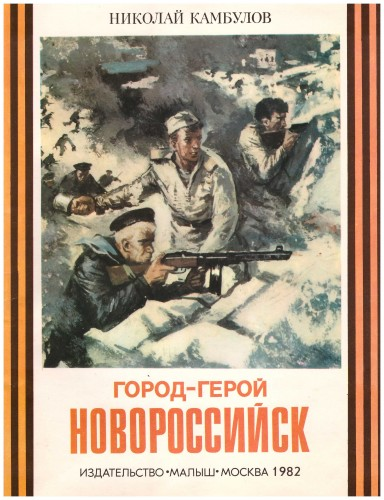 НИКОЛАЙ КАМБУЛОВ
ГОРОД-ГЕРОЙ
НОВОРОССИЙСК
ИЗДАТЕЛЬСТВО•МАЛЫШ•МОСКВА 1982